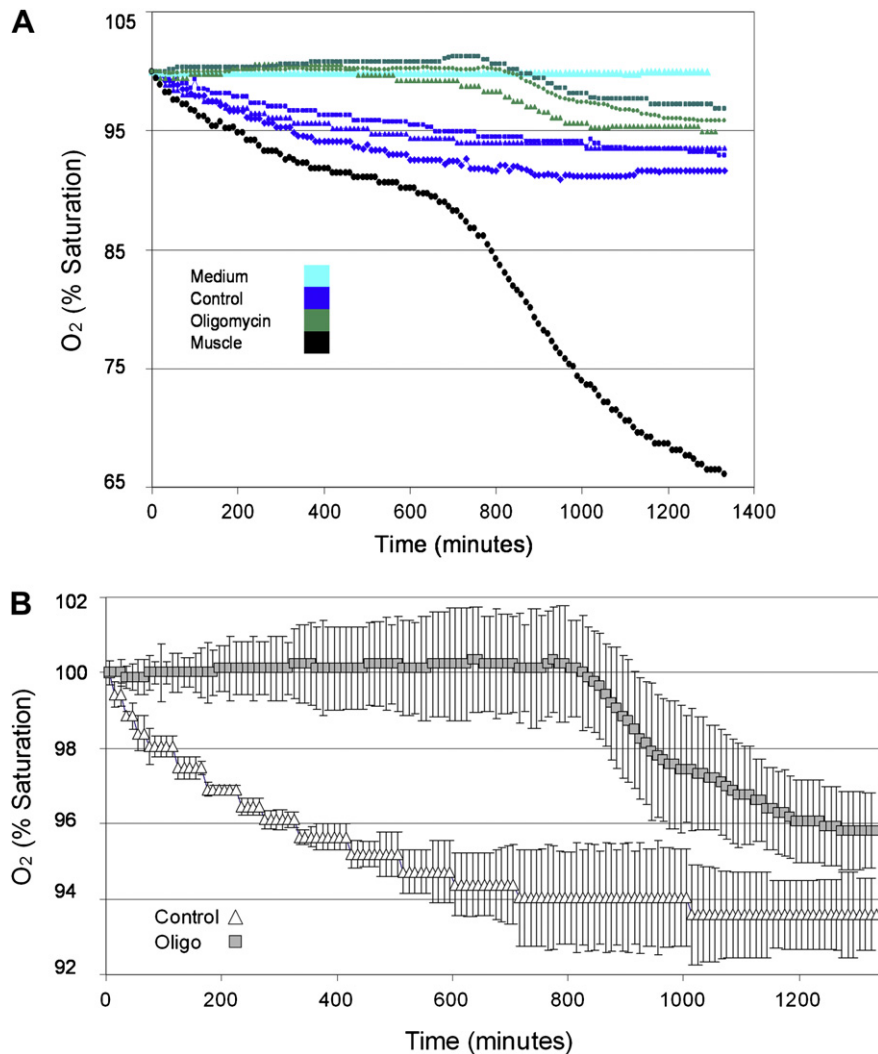 A
105
95
85
75
65
O2 (% Saturation)
Medium
Control
Oligomycin
Muscle
0 200 400 600 800 1000 1200 1400
Time (minutes)
B
102
100
98
96
94
92
O2 (% Saturation)
Control
Oligo
0 200 400 600 800 1000 1200
Time (minutes)